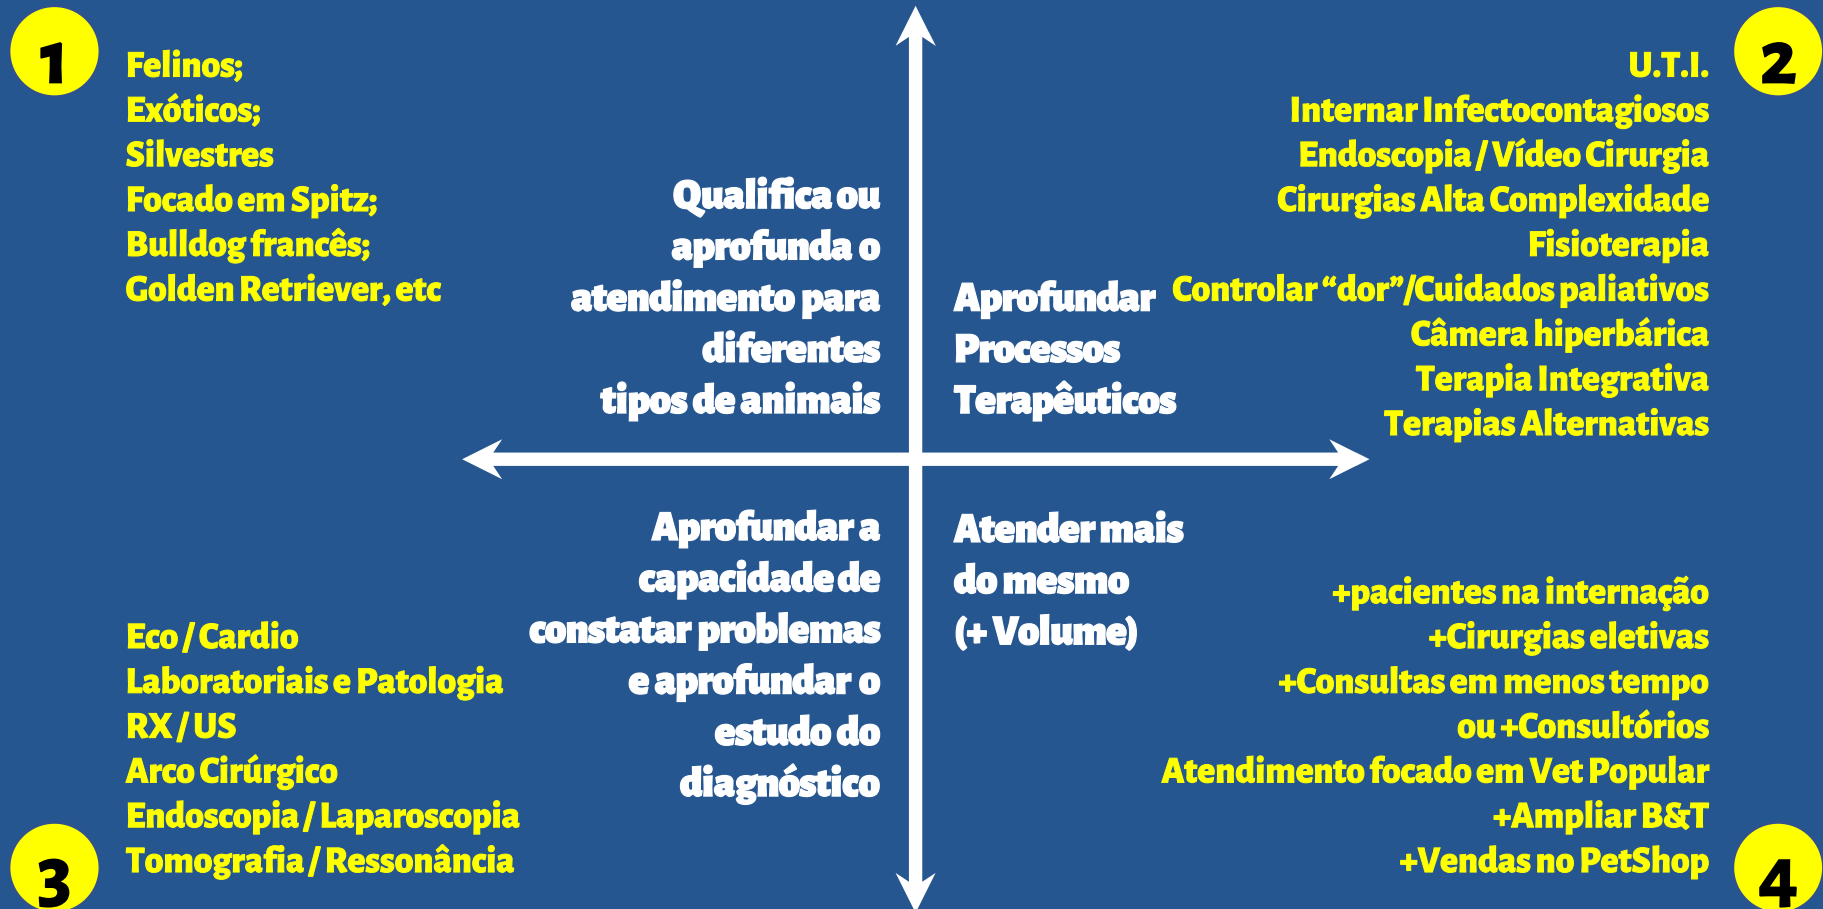 1
Felinos;
Exóticos;
Silvestres
Focado em Spitz;
Bulldog francês;
Golden Retriever, etc
Qualifica ou
aprofunda o
atendimento para
diferentes
tipos de animais
2
U.T.I.
Internar Infectocontagiosos
Endoscopia / Vídeo Cirurgia
Cirurgias Alta Complexidade
Fisioterapia
Controlar “dor”/Cuidados paliativos
Câmera hiperbárica
Terapia Integrativa
Terapias Alternativas
Aprofundar
Processos
Terapêuticos
Aprofundar a
capacidade de
constatar problemas
e aprofundar o
estudo do
diagnóstico
Eco / Cardio
Laboratoriais e Patologia
RX / US
Arco Cirúrgico
Endoscopia / Laparoscopia
Tomografia / Ressonância
3
Atender mais
do mesmo
(+ Volume)
+pacientes na internação
+Cirurgias eletivas
+Consultas em menos tempo
ou +Consultórios
Atendimento focado em Vet Popular
+Ampliar B&T
+Vendas no PetShop
4